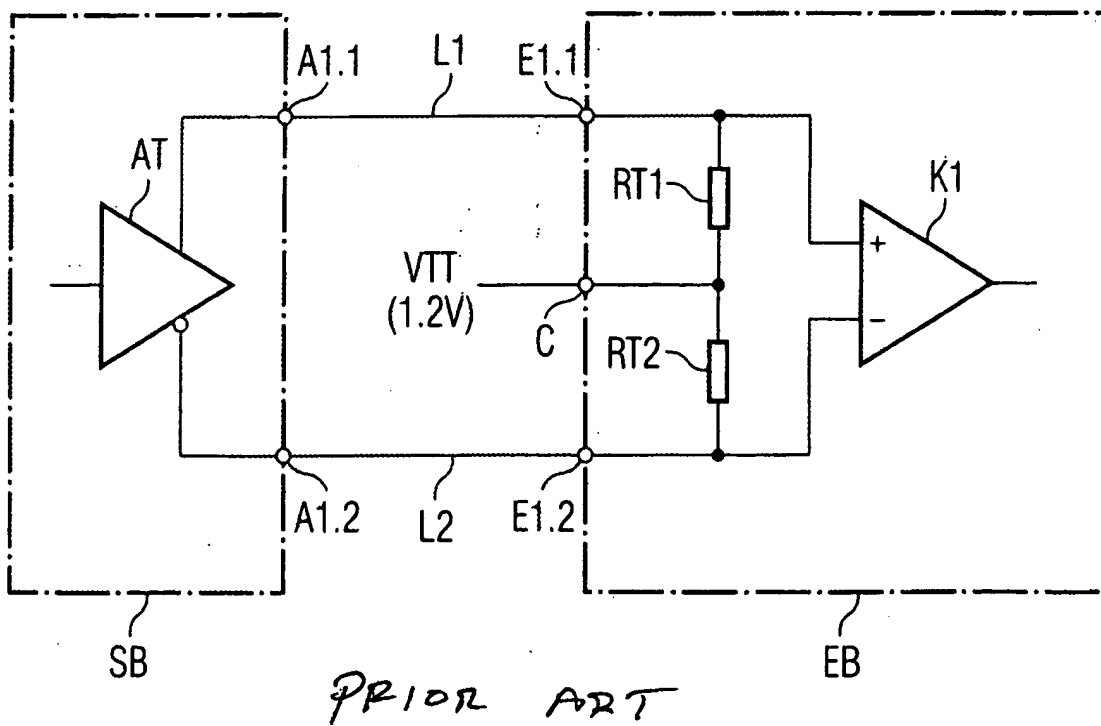 A1.1
L1
E1.1
AT
RT1
K1
+
VTT
(1.2V)
C
RT2
−
A1.2
L2
E1.2
SB
EB
PRIOR ART